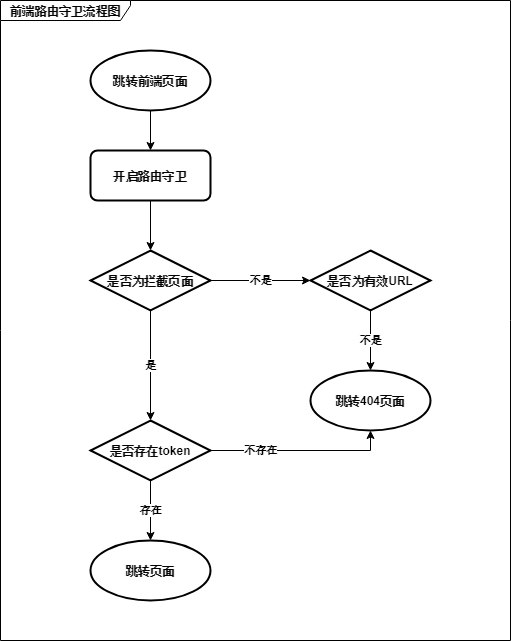 前端路由守卫流程图
跳转前端页面
开启路由守卫
是否为拦截页面
不是
是否为有效URL
不是
是
跳转404页面
是否存在token
不存在
存在
跳转页面